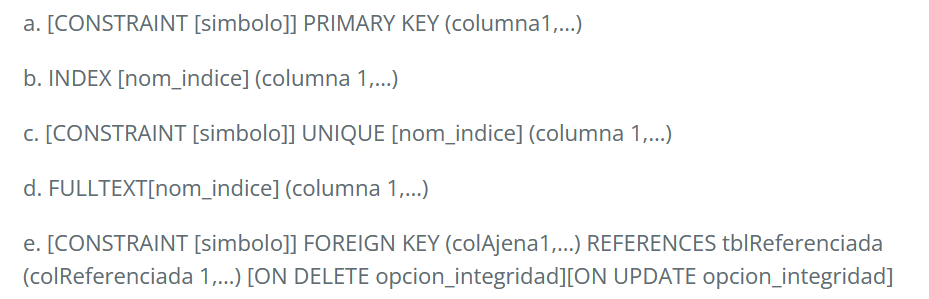 a. [CONSTRAINT [simbolo]] PRIMARY KEY (columna1,...)
b. INDEX [nom_indice] (columna 1,...)
c. [CONSTRAINT [simbolo]] UNIQUE [nom_indice] (columna 1,...)
d. FULLTEXT[nom_indice] (columna 1,...)
e. [CONSTRAINT [simbolo]] FOREIGN KEY (colAjena1,...) REFERENCES tblReferenciada
(colReferenciada 1,...) [ON DELETE opcion_integridad][ON UPDATE opcion_integridad]